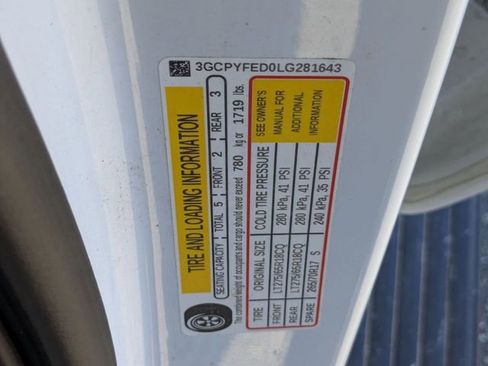 3GCPYFED0LG281643
TIRE AND LOADING INFORMATION
SEATING CAPACITY TOTAL 5 FRONT 2 REAR 3
The combined weight of occupants and cargo should never exceed 780 kg or 1719 lbs.
TIRE ORIGINAL SIZE COLD TIRE PRESSURE
FRONT LT275/65R18CQ 280 kPa, 41 PSI
REAR LT275/65R18CQ 280 kPa, 41 PSI
SPARE 265/70R17 S 240 kPa, 35 PSI
SEE OWNER'S
MANUAL FOR
ADDITIONAL
INFORMATION